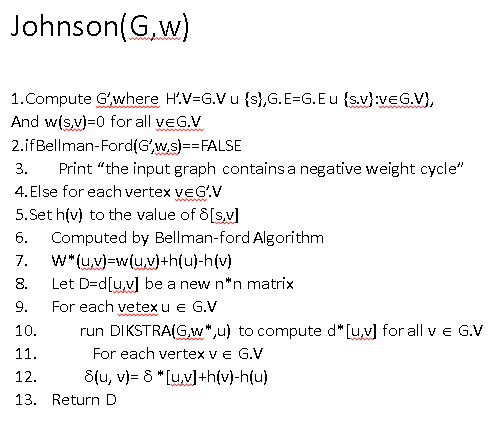 Johnson(G,w)
1.Compute G',where H'.V=G.V u {s},G.E=G.E u {s.v}:v∈G.V},
And w(s,v)=0 for all v∈G.V
2.ifBellman-Ford(G',w,s)==FALSE
3. Print “the input graph contains a negative weight cycle”
4.Else for each vertex v∈G'.V
5.Set h(v) to the value of δ[s,v]
6. Computed by Bellman-ford Algorithm
7. W*(u,v)=w(u,v)+h(u)-h(v)
8. Let D=d[u,v] be a new n*n matrix
9. For each vetex u ∈ G.V
10. run DIKSTRA(G,w*,u) to compute d*[u,v] for all v ∈ G.V
11. For each vertex v ∈ G.V
12. δ(u, v)= δ *[u,v]+h(v)-h(u)
13. Return D